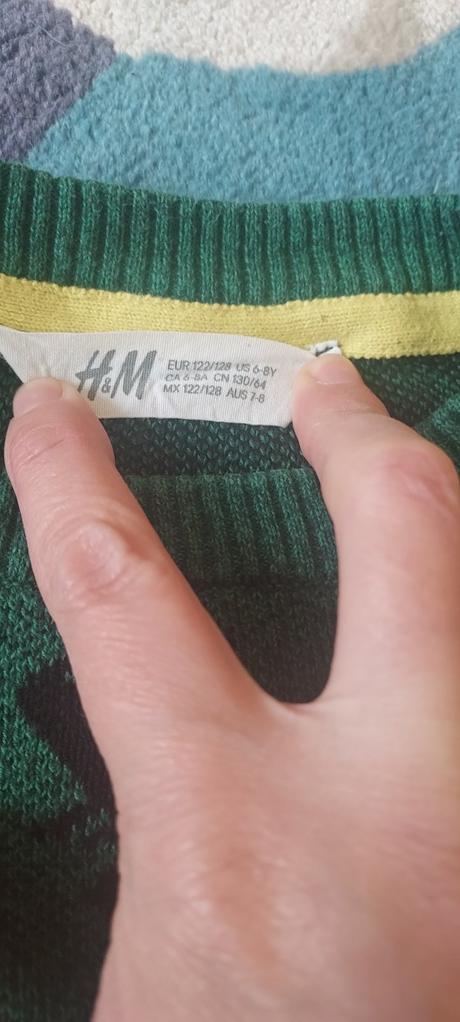 H&M
EUR 122/128 US 6-8Y
CA 6-8A CN 130/64
MX 122/128 AUS 7-8